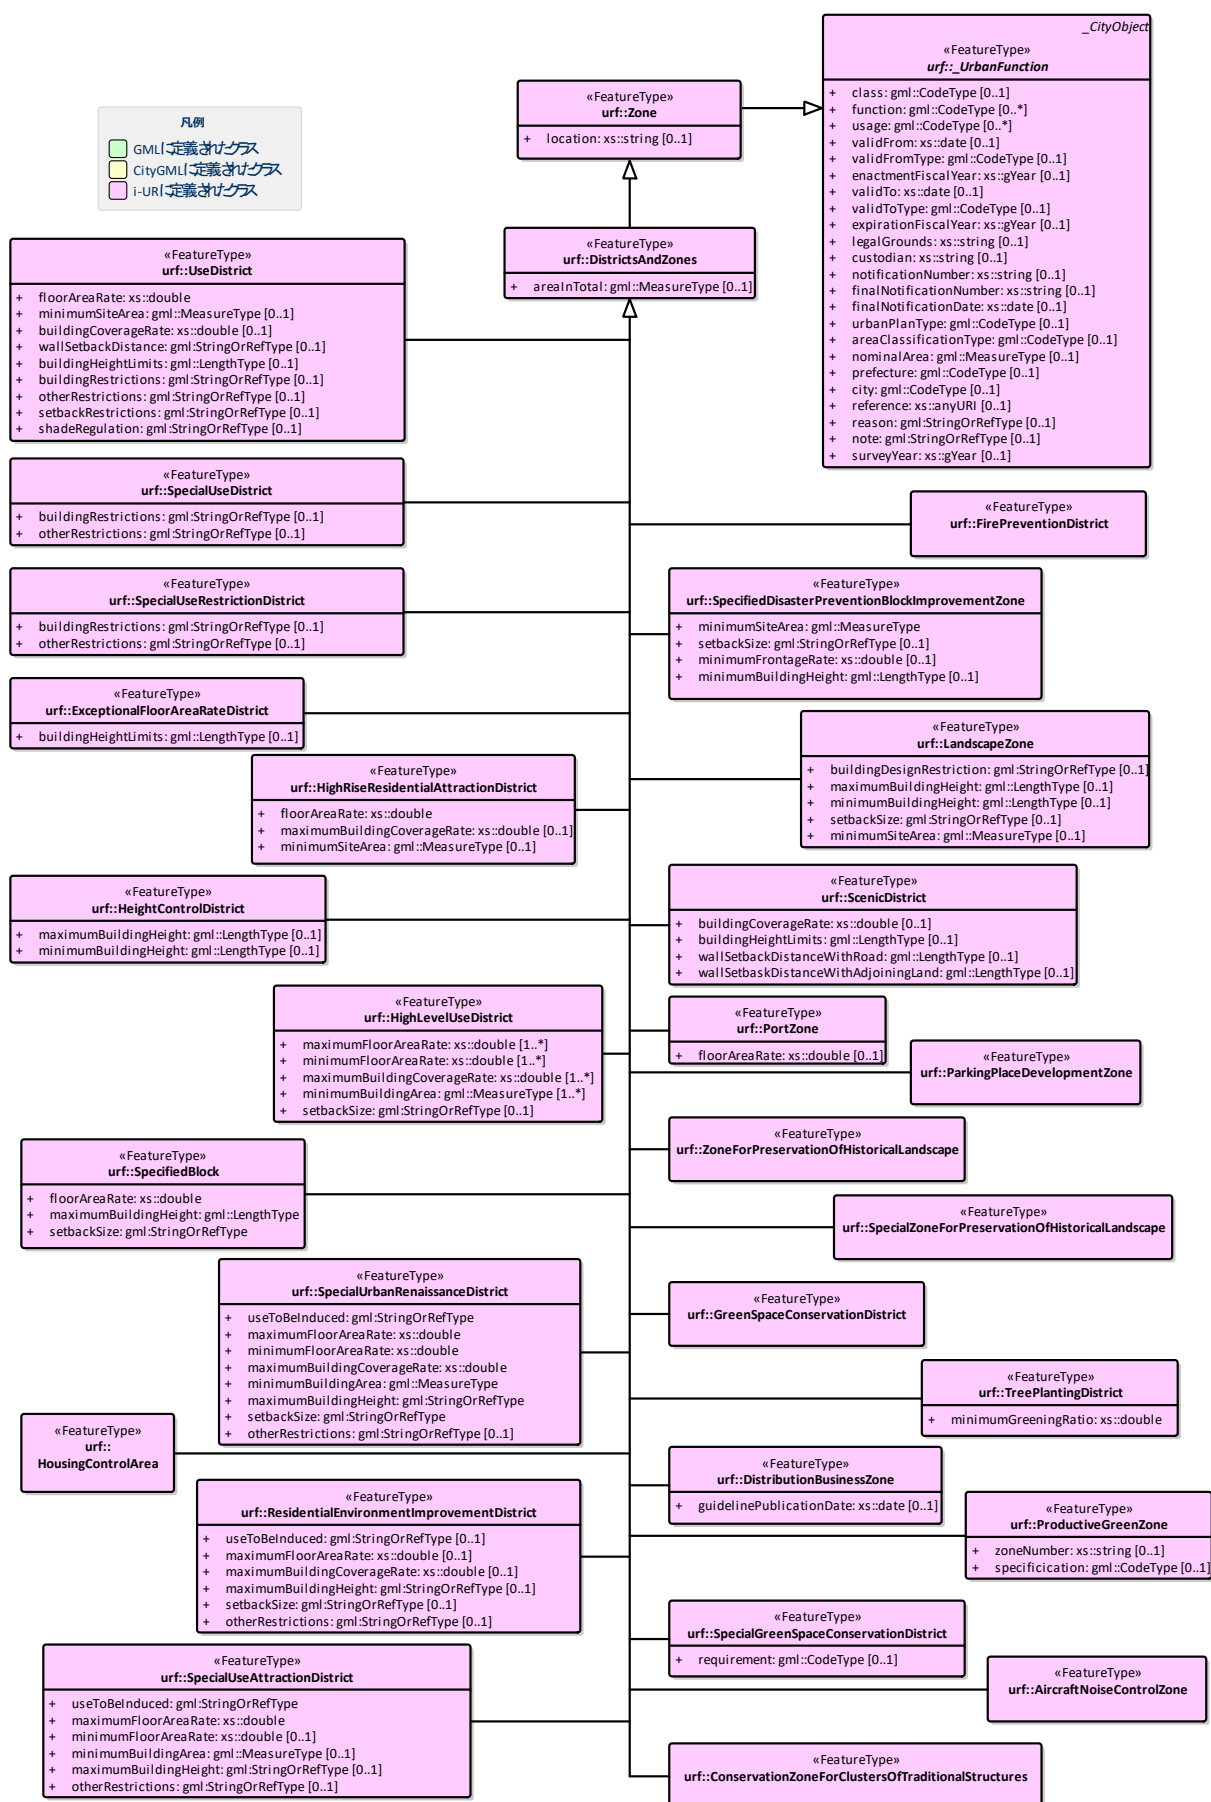 _CityObject
«FeatureType»
urf::_UrbanFunction
+ class: gml::CodeType [0..1]
+ function: gml::CodeType [0..*]
+ usage: gml::CodeType [0..*]
+ validFrom: xs::date [0..1]
+ validFromType: gml::CodeType [0..1]
+ enactmentFiscalYear: xs::gYear [0..1]
+ validTo: xs::date [0..1]
+ validToType: gml::CodeType [0..1]
+ expirationFiscalYear: xs::gYear [0..1]
+ legalGrounds: xs::string [0..1]
+ custodian: xs::string [0..1]
+ notificationNumber: xs::string [0..1]
+ finalNotificationNumber: xs::string [0..1]
+ finalNotificationDate: xs::date [0..1]
+ urbanPlanType: gml::CodeType [0..1]
+ areaClassificationType: gml::CodeType [0..1]
+ nominalArea: gml::MeasureType [0..1]
+ prefecture: gml::CodeType [0..1]
+ city: gml::CodeType [0..1]
+ reference: xs::anyURI [0..1]
+ reason: gml:StringOrRefType [0..1]
+ note: gml:StringOrRefType [0..1]
+ surveyYear: xs::gYear [0..1]
«FeatureType»
urf::Zone
+ location: xs::string [0..1]
凡例
GMLに定義されたクラス
CityGMLに定義されたクラス
i-URに定義されたクラス
«FeatureType»
urf::DistrictsAndZones
+ areaInTotal: gml::MeasureType [0..1]
«FeatureType»
urf::UseDistrict
+ floorAreaRate: xs::double
+ minimumSiteArea: gml::MeasureType [0..1]
+ buildingCoverageRate: xs::double [0..1]
+ wallSetbackDistance: gml:StringOrRefType [0..1]
+ buildingHeightLimits: gml::LengthType [0..1]
+ buildingRestrictions: gml:StringOrRefType [0..1]
+ otherRestrictions: gml:StringOrRefType [0..1]
+ setbackRestrictions: gml:StringOrRefType [0..1]
+ shadeRegulation: gml:StringOrRefType [0..1]
«FeatureType»
urf::SpecialUseDistrict
+ buildingRestrictions: gml:StringOrRefType [0..1]
+ otherRestrictions: gml:StringOrRefType [0..1]
«FeatureType»
urf::FirePreventionDistrict
«FeatureType»
urf::SpecialUseRestrictionDistrict
+ buildingRestrictions: gml:StringOrRefType [0..1]
+ otherRestrictions: gml:StringOrRefType [0..1]
«FeatureType»
urf::SpecifiedDisasterPreventionBlockImprovementZone
+ minimumSiteArea: gml::MeasureType
+ setbackSize: gml:StringOrRefType [0..1]
+ minimumFrontageRate: xs::double [0..1]
+ minimumBuildingHeight: gml::LengthType [0..1]
«FeatureType»
urf::ExceptionalFloorAreaRateDistrict
+ buildingHeightLimits: gml::LengthType [0..1]
«FeatureType»
urf::LandscapeZone
+ buildingDesignRestriction: gml:StringOrRefType [0..1]
+ maximumBuildingHeight: gml::LengthType [0..1]
+ minimumBuildingHeight: gml::LengthType [0..1]
+ setbackSize: gml:StringOrRefType [0..1]
+ minimumSiteArea: gml::MeasureType [0..1]
«FeatureType»
urf::HighRiseResidentialAttractionDistrict
+ floorAreaRate: xs::double
+ maximumBuildingCoverageRate: xs::double [0..1]
+ minimumSiteArea: gml::MeasureType [0..1]
«FeatureType»
urf::HeightControlDistrict
+ maximumBuildingHeight: gml::LengthType [0..1]
+ minimumBuildingHeight: gml::LengthType [0..1]
«FeatureType»
urf::ScenicDistrict
+ buildingCoverageRate: xs::double [0..1]
+ buildingHeightLimits: gml::LengthType [0..1]
+ wallSetbackDistanceWithRoad: gml::LengthType [0..1]
+ wallSetbaskDistanceWithAdjoiningLand: gml::LengthType [0..1]
«FeatureType»
urf::HighLevelUseDistrict
+ maximumFloorAreaRate: xs::double [1..*]
+ minimumFloorAreaRate: xs::double [1..*]
+ maximumBuildingCoverageRate: xs::double [1..*]
+ minimumBuildingArea: gml::MeasureType [1..*]
+ setbackSize: gml:StringOrRefType [0..1]
«FeatureType»
urf::PortZone
+ floorAreaRate: xs::double [0..1]
«FeatureType»
urf::ParkingPlaceDevelopmentZone
«FeatureType»
urf::ZoneForPreservationOfHistoricalLandscape
«FeatureType»
urf::SpecifiedBlock
+ floorAreaRate: xs::double
+ maximumBuildingHeight: gml::LengthType
+ setbackSize: gml:StringOrRefType
«FeatureType»
urf::SpecialZoneForPreservationOfHistoricalLandscape
«FeatureType»
urf::SpecialUrbanRenaissanceDistrict
+ useToBeInduced: gml:StringOrRefType
+ maximumFloorAreaRate: xs::double
+ minimumFloorAreaRate: xs::double
+ maximumBuildingCoverageRate: xs::double
+ minimumBuildingArea: gml::MeasureType
+ maximumBuildingHeight: gml:StringOrRefType
+ setbackSize: gml:StringOrRefType
+ otherRestrictions: gml:StringOrRefType [0..1]
«FeatureType»
urf::GreenSpaceConservationDistrict
«FeatureType»
urf::TreePlantingDistrict
+ minimumGreeningRatio: xs::double
«FeatureType»
urf::
HousingControlArea
«FeatureType»
urf::DistributionBusinessZone
+ guidelinePublicationDate: xs::date [0..1]
«FeatureType»
urf::ResidentialEnvironmentImprovementDistrict
+ useToBeInduced: gml:StringOrRefType [0..1]
+ maximumFloorAreaRate: xs::double [0..1]
+ maximumBuildingCoverageRate: xs::double [0..1]
+ maximumBuildingHeight: gml:StringOrRefType [0..1]
+ setbackSize: gml:StringOrRefType [0..1]
+ otherRestrictions: gml:StringOrRefType [0..1]
«FeatureType»
urf::ProductiveGreenZone
+ zoneNumber: xs::string [0..1]
+ specificication: gml::CodeType [0..1]
«FeatureType»
urf::SpecialGreenSpaceConservationDistrict
+ requirement: gml::CodeType [0..1]
«FeatureType»
urf::SpecialUseAttractionDistrict
+ useToBeInduced: gml:StringOrRefType
+ maximumFloorAreaRate: xs::double
+ minimumFloorAreaRate: xs::double [0..1]
+ minimumBuildingArea: gml::MeasureType [0..1]
+ maximumBuildingHeight: gml:StringOrRefType [0..1]
+ otherRestrictions: gml:StringOrRefType [0..1]
«FeatureType»
urf::AircraftNoiseControlZone
«FeatureType»
urf::ConservationZoneForClustersOfTraditionalStructures